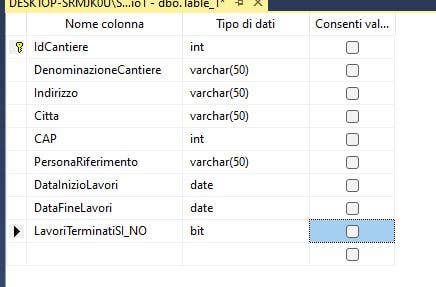 DESKTOP-SRMJK0U\S...ioT - dbo.Table_1*
Nome colonna Tipo di dati Consenti val...
IdCantiere int
DenominazioneCantiere varchar(50)
Indirizzo varchar(50)
Citta varchar(50)
CAP int
PersonaRiferimento varchar(50)
DataInizioLavori date
DataFineLavori date
LavoriTerminatiSI_NO bit